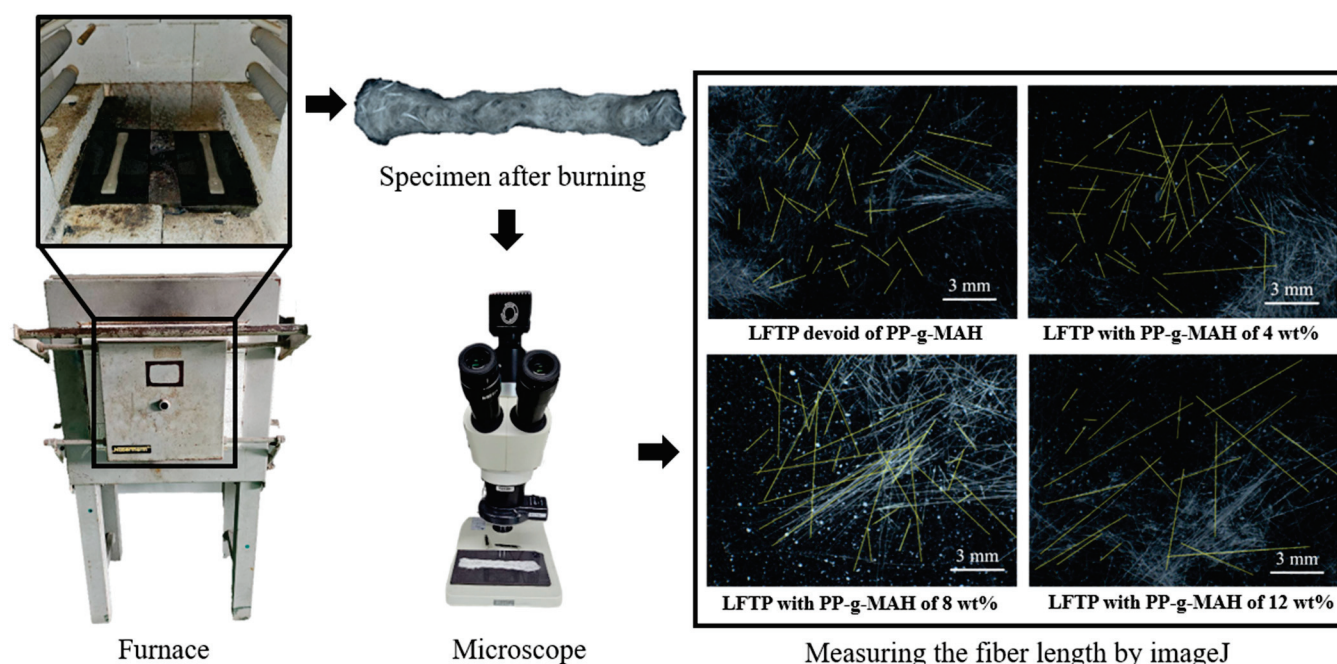 Specimen after burning
3 mm
3 mm
LFTP devoid of PP-g-MAH
LFTP with PP-g-MAH of 4 wt%
3 mm
3 mm
LFTP with PP-g-MAH of 8 wt%
LFTP with PP-g-MAH of 12 wt%
Furnace
Microscope
Measuring the fiber length by imageJ